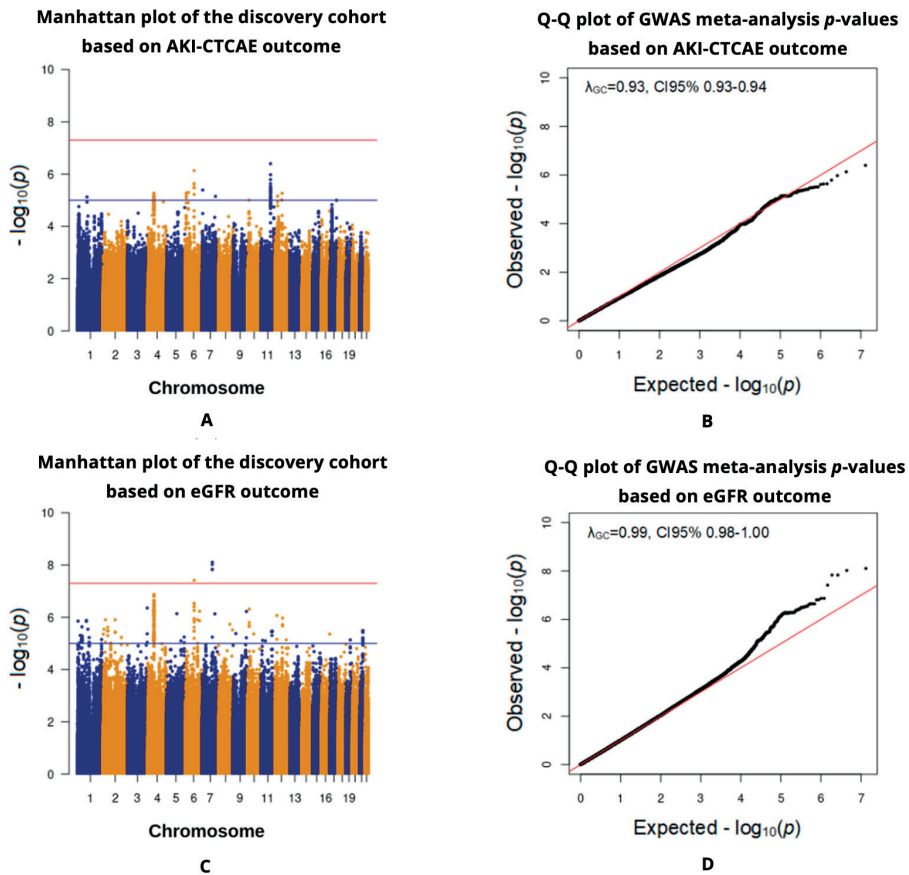 Manhattan plot of the discovery cohort
based on AKI-CTCAE outcome
10
8
6
4
2
0
- log10(p)
1 2 3 4 5 6 7 9 11 13 16 19
Chromosome
A
Q-Q plot of GWAS meta-analysis p-values
based on AKI-CTCAE outcome
λGC=0.93, CI95% 0.93-0.94
10
8
6
4
2
0
Observed - log10(p)
0 1 2 3 4 5 6 7
Expected - log10(p)
B
Manhattan plot of the discovery cohort
based on eGFR outcome
10
8
6
4
2
0
- log10(p)
1 2 3 4 5 6 7 9 11 13 16 19
Chromosome
C
Q-Q plot of GWAS meta-analysis p-values
based on eGFR outcome
λGC=0.99, CI95% 0.98-1.00
10
8
6
4
2
0
Observed - log10(p)
0 1 2 3 4 5 6 7
Expected - log10(p)
D